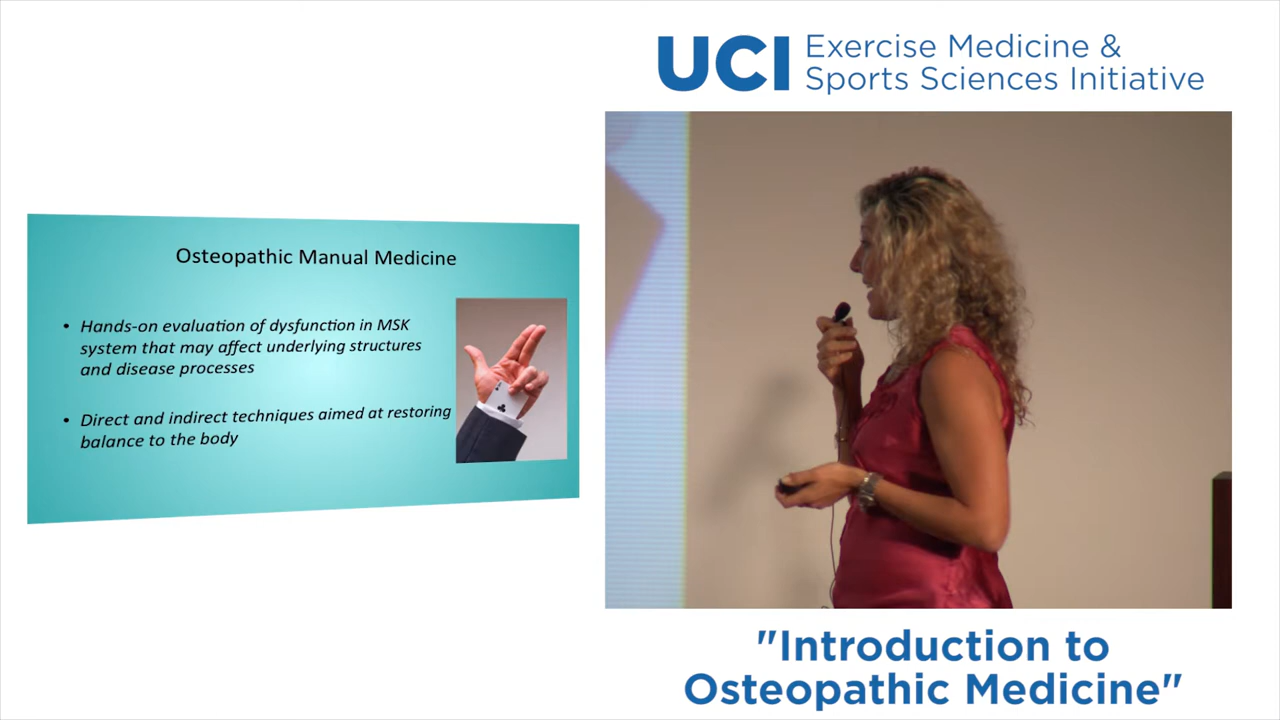 UCI Exercise Medicine &
Sports Sciences Initiative
Osteopathic Manual Medicine
• Hands-on evaluation of dysfunction in MSK
system that may affect underlying structures
and disease processes
• Direct and indirect techniques aimed at restoring
balance to the body
"Introduction to
Osteopathic Medicine"